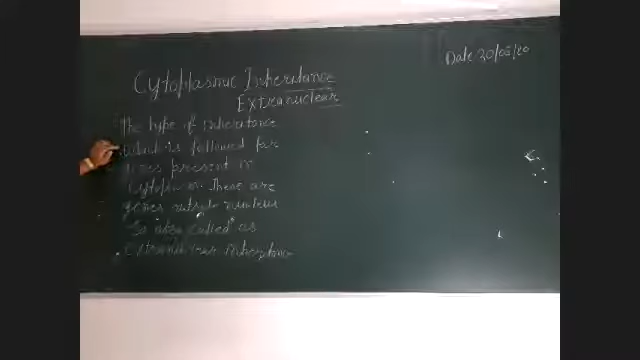 Date 30/05/20
Cytoplasmic Inheritance
Extranuclear
The type of inheritance
which is followed for
genes present in
Cytoplasm. These are
genes outside nucleus
So also called as
extranuclear inheritance